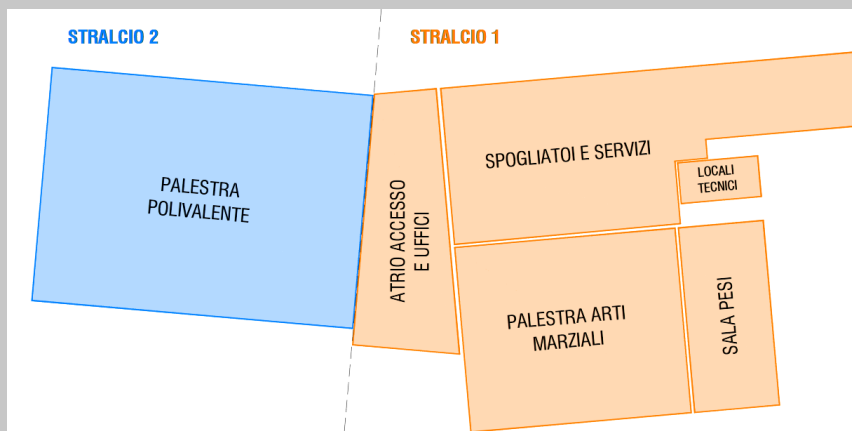 STRALCIO 2
STRALCIO 1
PALESTRA
POLIVALENTE
ATRIO ACCESSO
E UFFICI
SPOGLIATOI E SERVIZI
LOCALI
TECNICI
PALESTRA ARTI
MARZIALI
SALA PESI